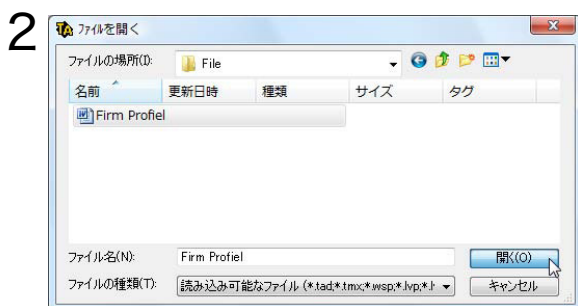 2
ファイルを開く
ファイルの場所(I): File
名前 更新日時 種類 サイズ タグ
Firm Profiel
ファイル名(N): Firm Profiel 開く(O)
ファイルの種類(T): 読み込み可能なファイル (*.tad;*.tmx;*.wsp;*.lvp;*.h キャンセル